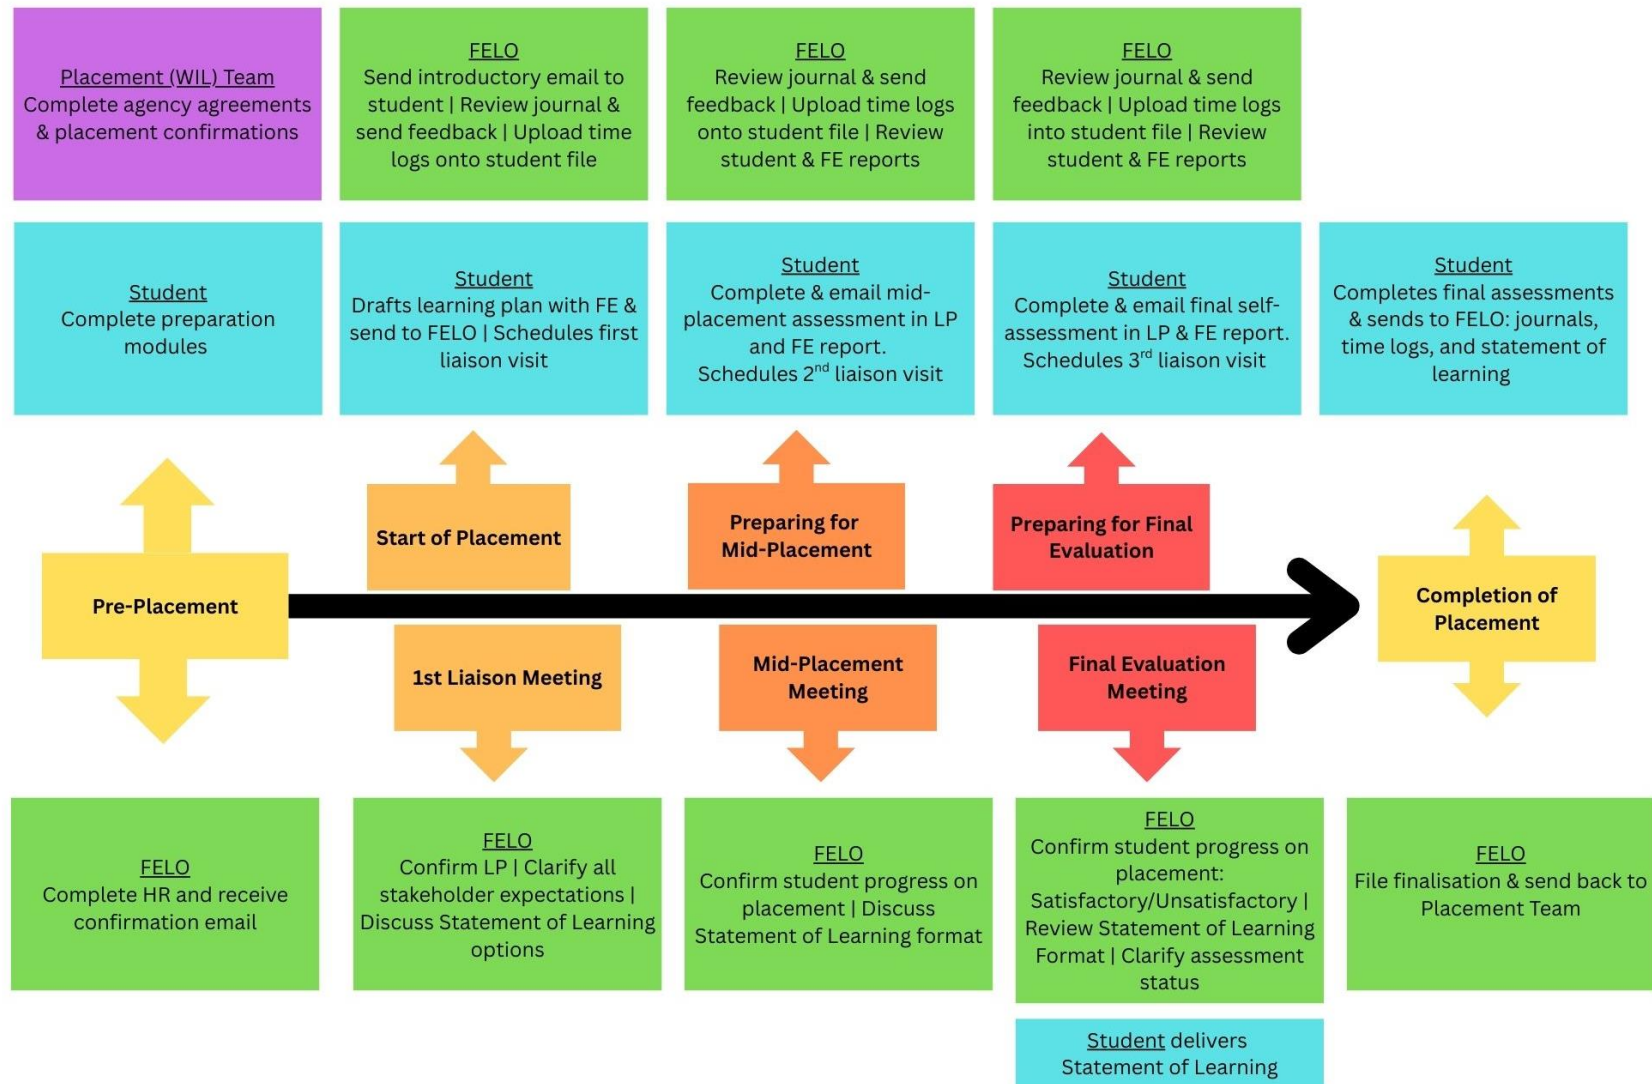 Placement (WIL) Team
Complete agency agreements
& placement confirmations
FELO
Send introductory email to
student | Review journal &
send feedback | Upload time
logs onto student file
FELO
Review journal & send
feedback | Upload time logs
onto student file | Review
student & FE reports
FELO
Review journal & send
feedback | Upload time logs
into student file | Review
student & FE reports
Student
Complete preparation
modules
Student
Drafts learning plan with FE &
send to FELO | Schedules first
liaison visit
Student
Complete & email mid-
placement assessment in LP
and FE report.
Schedules 2nd liaison visit
Student
Complete & email final self-
assessment in LP & FE report.
Schedules 3rd liaison visit
Student
Completes final assessments
& sends to FELO: journals,
time logs, and statement of
learning
Pre-Placement
Start of Placement
Preparing for
Mid-Placement
Preparing for Final
Evaluation
Completion of
Placement
1st Liaison Meeting
Mid-Placement
Meeting
Final Evaluation
Meeting
FELO
Complete HR and receive
confirmation email
FELO
Confirm LP | Clarify all
stakeholder expectations |
Discuss Statement of Learning
options
FELO
Confirm student progress on
placement | Discuss
Statement of Learning format
FELO
Confirm student progress on
placement:
Satisfactory/Unsatisfactory |
Review Statement of Learning
Format | Clarify assessment
status
FELO
File finalisation & send back to
Placement Team
Student delivers
Statement of Learning